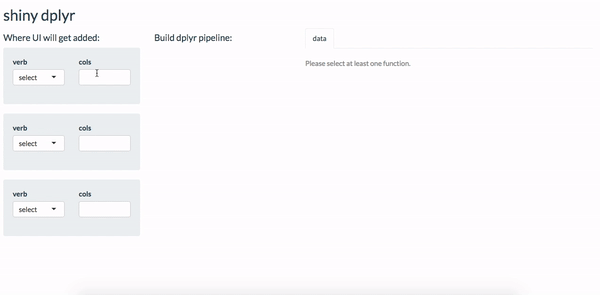 shiny dplyr
Where UI will get added:
Build dplyr pipeline:
data
Please select at least one function.
verb cols
select
verb cols
select
verb cols
select